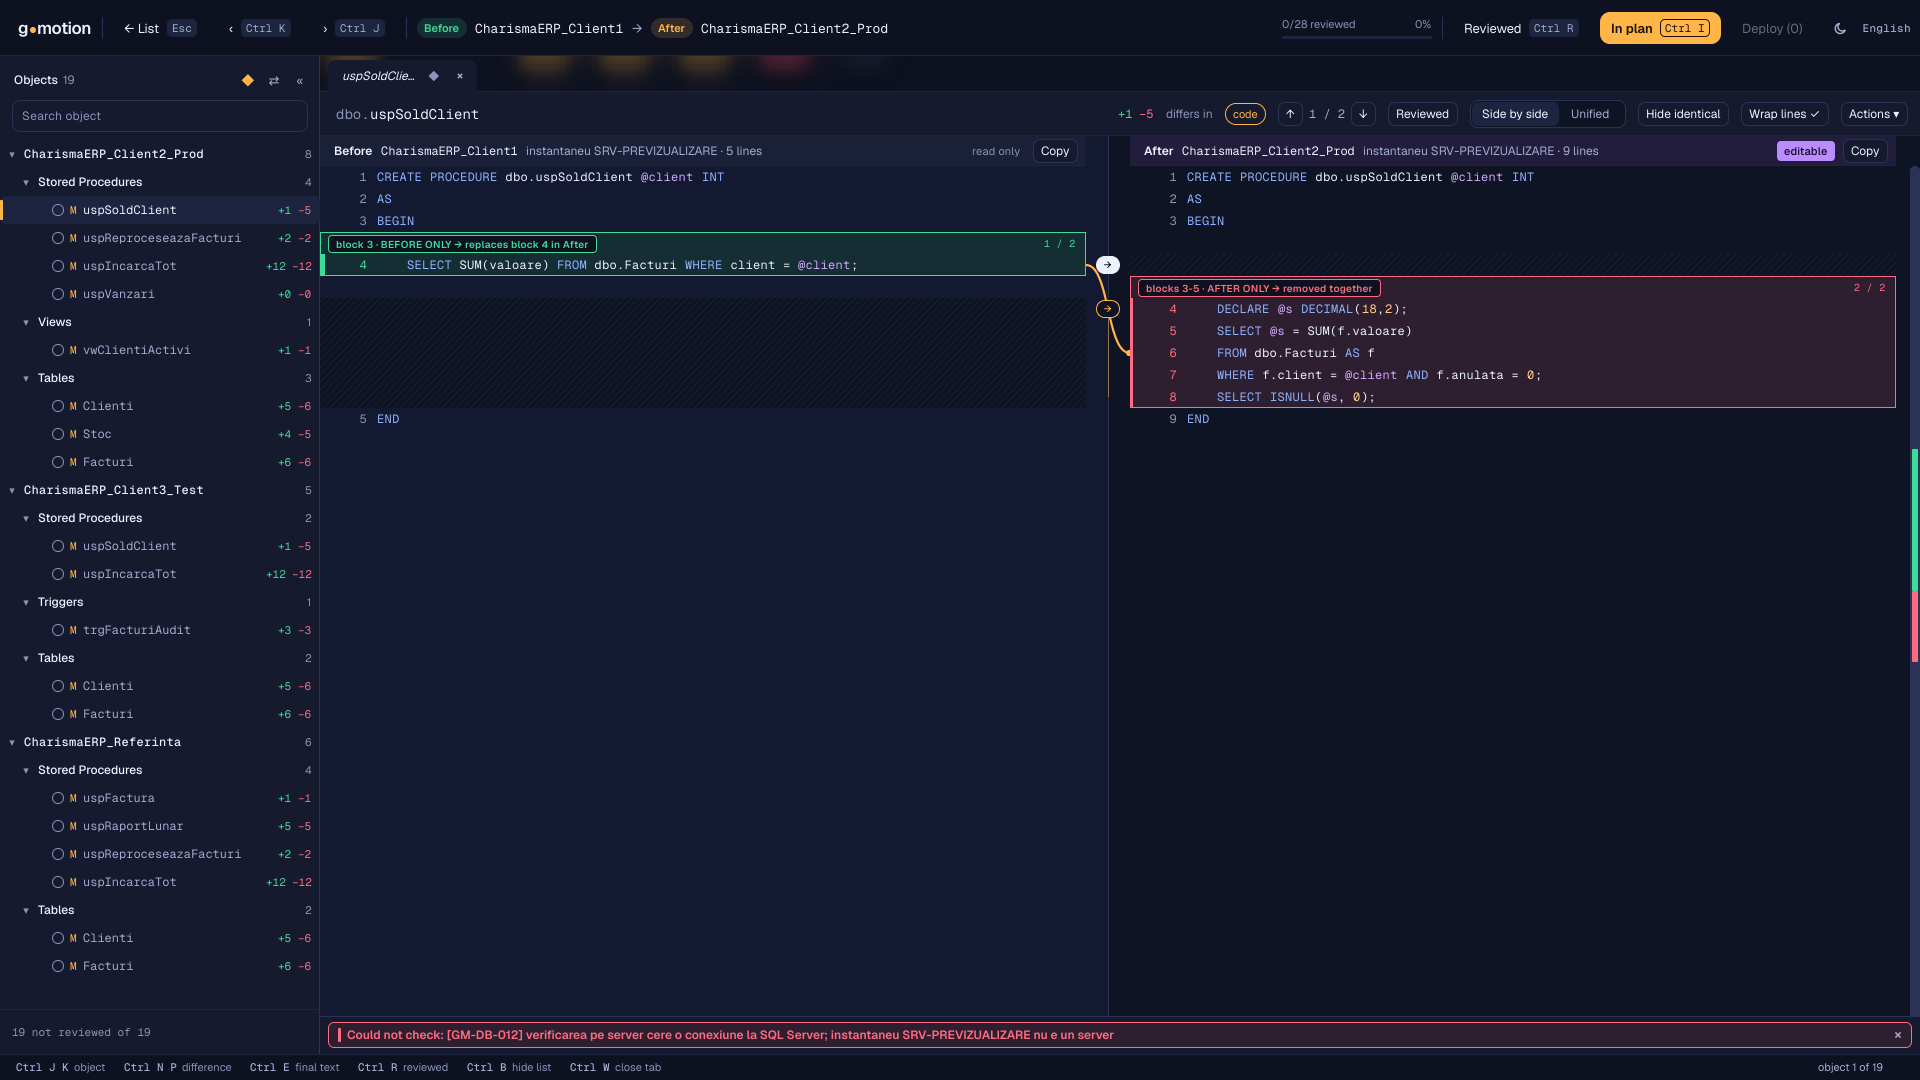 g•motion
← List Esc
‹ Ctrl K
› Ctrl J
Before CharismaERP_Client1 → After CharismaERP_Client2_Prod
0/28 reviewed 0%
Reviewed Ctrl R
In plan Ctrl I
Deploy (0)
English
Objects 19
Search object
CharismaERP_Client2_Prod 8
Stored Procedures 4
M uspSoldClient +1 −5
M uspReproceseazaFacturi +2 −2
M uspIncarcaTot +12 −12
M uspVanzari +0 −0
Views 1
M vwClientiActivi +1 −1
Tables 3
M Clienti +5 −6
M Stoc +4 −5
M Facturi +6 −6
CharismaERP_Client3_Test 5
Stored Procedures 2
M uspSoldClient +1 −5
M uspIncarcaTot +12 −12
Triggers 1
M trgFacturiAudit +3 −3
Tables 2
M Clienti +5 −6
M Facturi +6 −6
CharismaERP_Referinta 6
Stored Procedures 4
M uspFactura +1 −1
M uspRaportLunar +5 −5
M uspReproceseazaFacturi +2 −2
M uspIncarcaTot +12 −12
Tables 2
M Clienti +5 −6
M Facturi +6 −6
19 not reviewed of 19
uspSoldClie… ×
dbo.uspSoldClient
+1 −5 differs in code ↑ 1 / 2 ↓ Reviewed Side by side Unified Hide identical Wrap lines ✓ Actions ▾
Before CharismaERP_Client1 instantaneu SRV-PREVIZUALIZARE · 5 lines read only Copy
1 CREATE PROCEDURE dbo.uspSoldClient @client INT
2 AS
3 BEGIN
block 3 · BEFORE ONLY → replaces block 4 in After 1 / 2
4 SELECT SUM(valoare) FROM dbo.Facturi WHERE client = @client;
5 END
→
→
After CharismaERP_Client2_Prod instantaneu SRV-PREVIZUALIZARE · 9 lines editable Copy
1 CREATE PROCEDURE dbo.uspSoldClient @client INT
2 AS
3 BEGIN
blocks 3-5 · AFTER ONLY → removed together 2 / 2
4 DECLARE @s DECIMAL(18,2);
5 SELECT @s = SUM(f.valoare)
6 FROM dbo.Facturi AS f
7 WHERE f.client = @client AND f.anulata = 0;
8 SELECT ISNULL(@s, 0);
9 END
Could not check: [GM-DB-012] verificarea pe server cere o conexiune la SQL Server; instantaneu SRV-PREVIZUALIZARE nu e un server ×
Ctrl J K object Ctrl N P difference Ctrl E final text Ctrl R reviewed Ctrl B hide list Ctrl W close tab
object 1 of 19